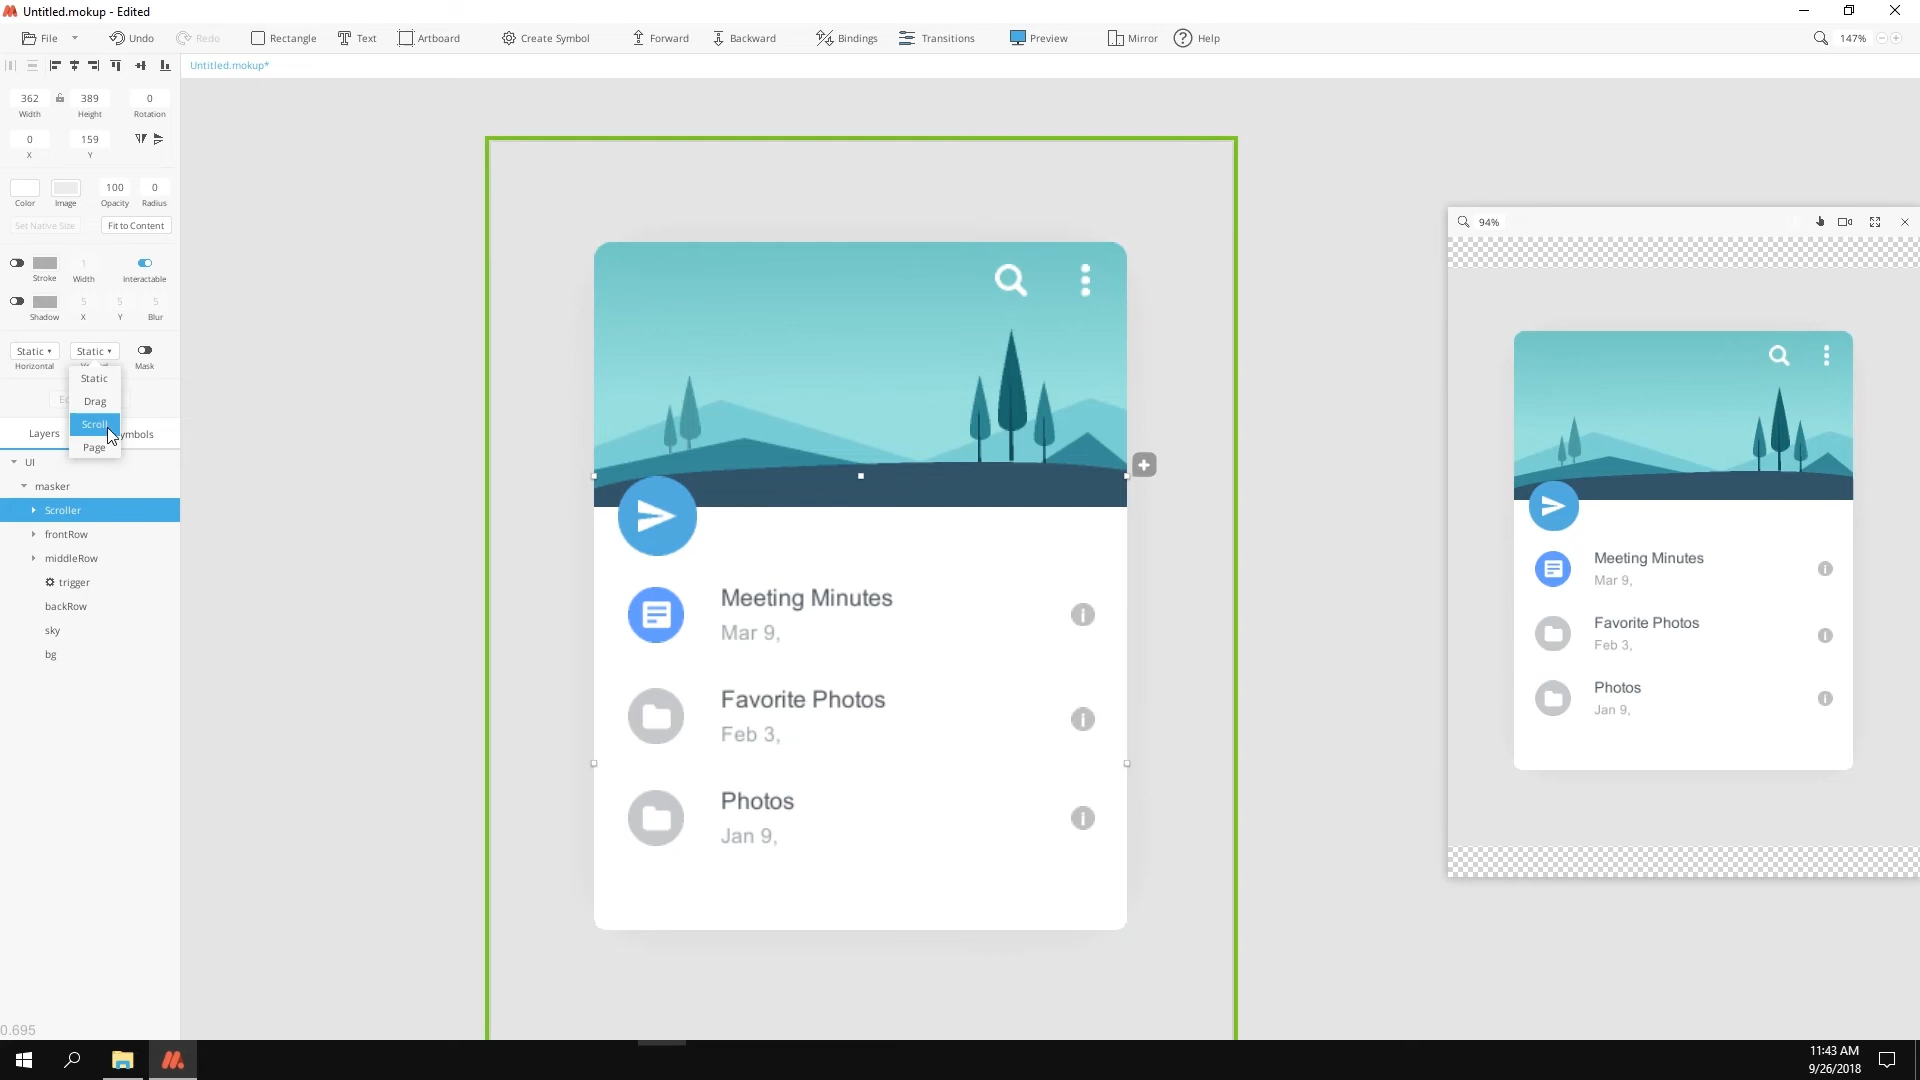 Untitled.mokup - Edited
File Undo Redo Rectangle Text Artboard Create Symbol Forward Backward Bindings Transitions Preview Mirror Help 147%
Untitled.mokup*
362 389 0
Width Height Rotation
0 159
X Y
100 0
Color Image Opacity Radius
Set Native Size Fit to Content
1
Stroke Width Interactable
5 5 5
Shadow X Y Blur
Static Static
Horizontal Mask
Static
Drag
Scroll
Page
Layers ymbols
UI
masker
Scroller
frontRow
middleRow
trigger
backRow
sky
bg
0.695
Meeting Minutes
Mar 9,
Favorite Photos
Feb 3,
Photos
Jan 9,
94%
Meeting Minutes
Mar 9,
Favorite Photos
Feb 3,
Photos
Jan 9,
11:43 AM
9/26/2018